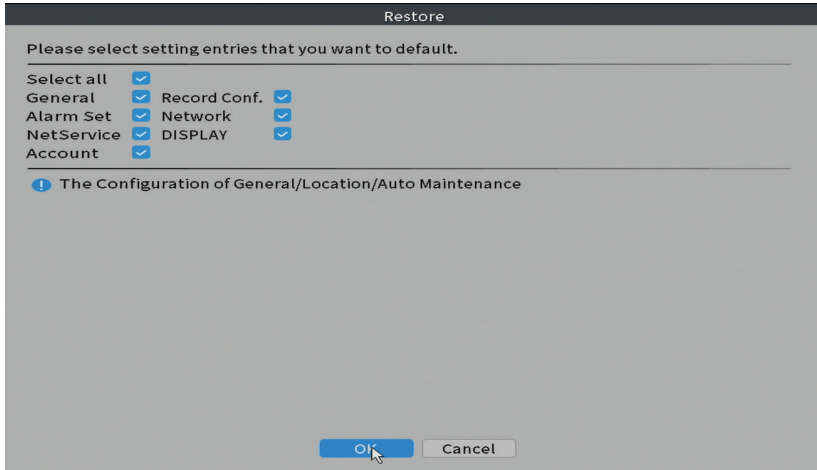 Restore
Please select setting entries that you want to default.
Select all
General Record Conf.
Alarm Set Network
NetService DISPLAY
Account
The Configuration of General/Location/Auto Maintenance
OK Cancel